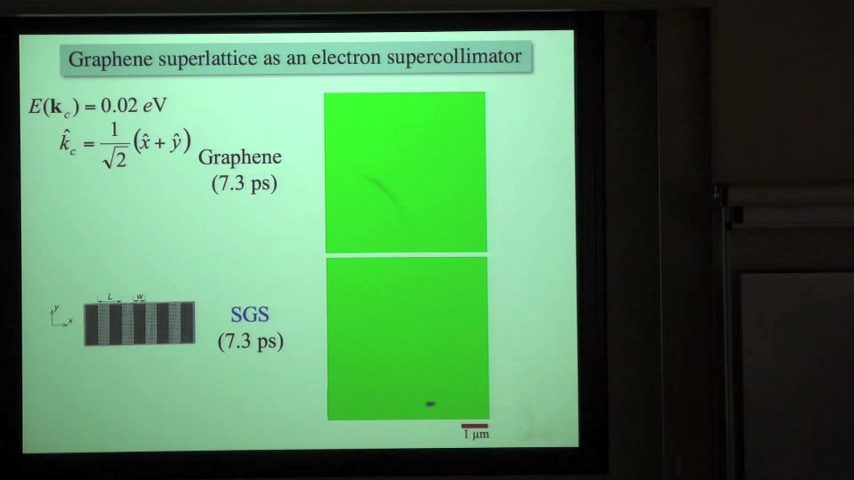 Graphene superlattice as an electron supercollimator
E(k_c) = 0.02 eV
k̂_c = 1/√2 (x̂ + ŷ)
Graphene
(7.3 ps)
L w
y
x
SGS
(7.3 ps)
1 μm